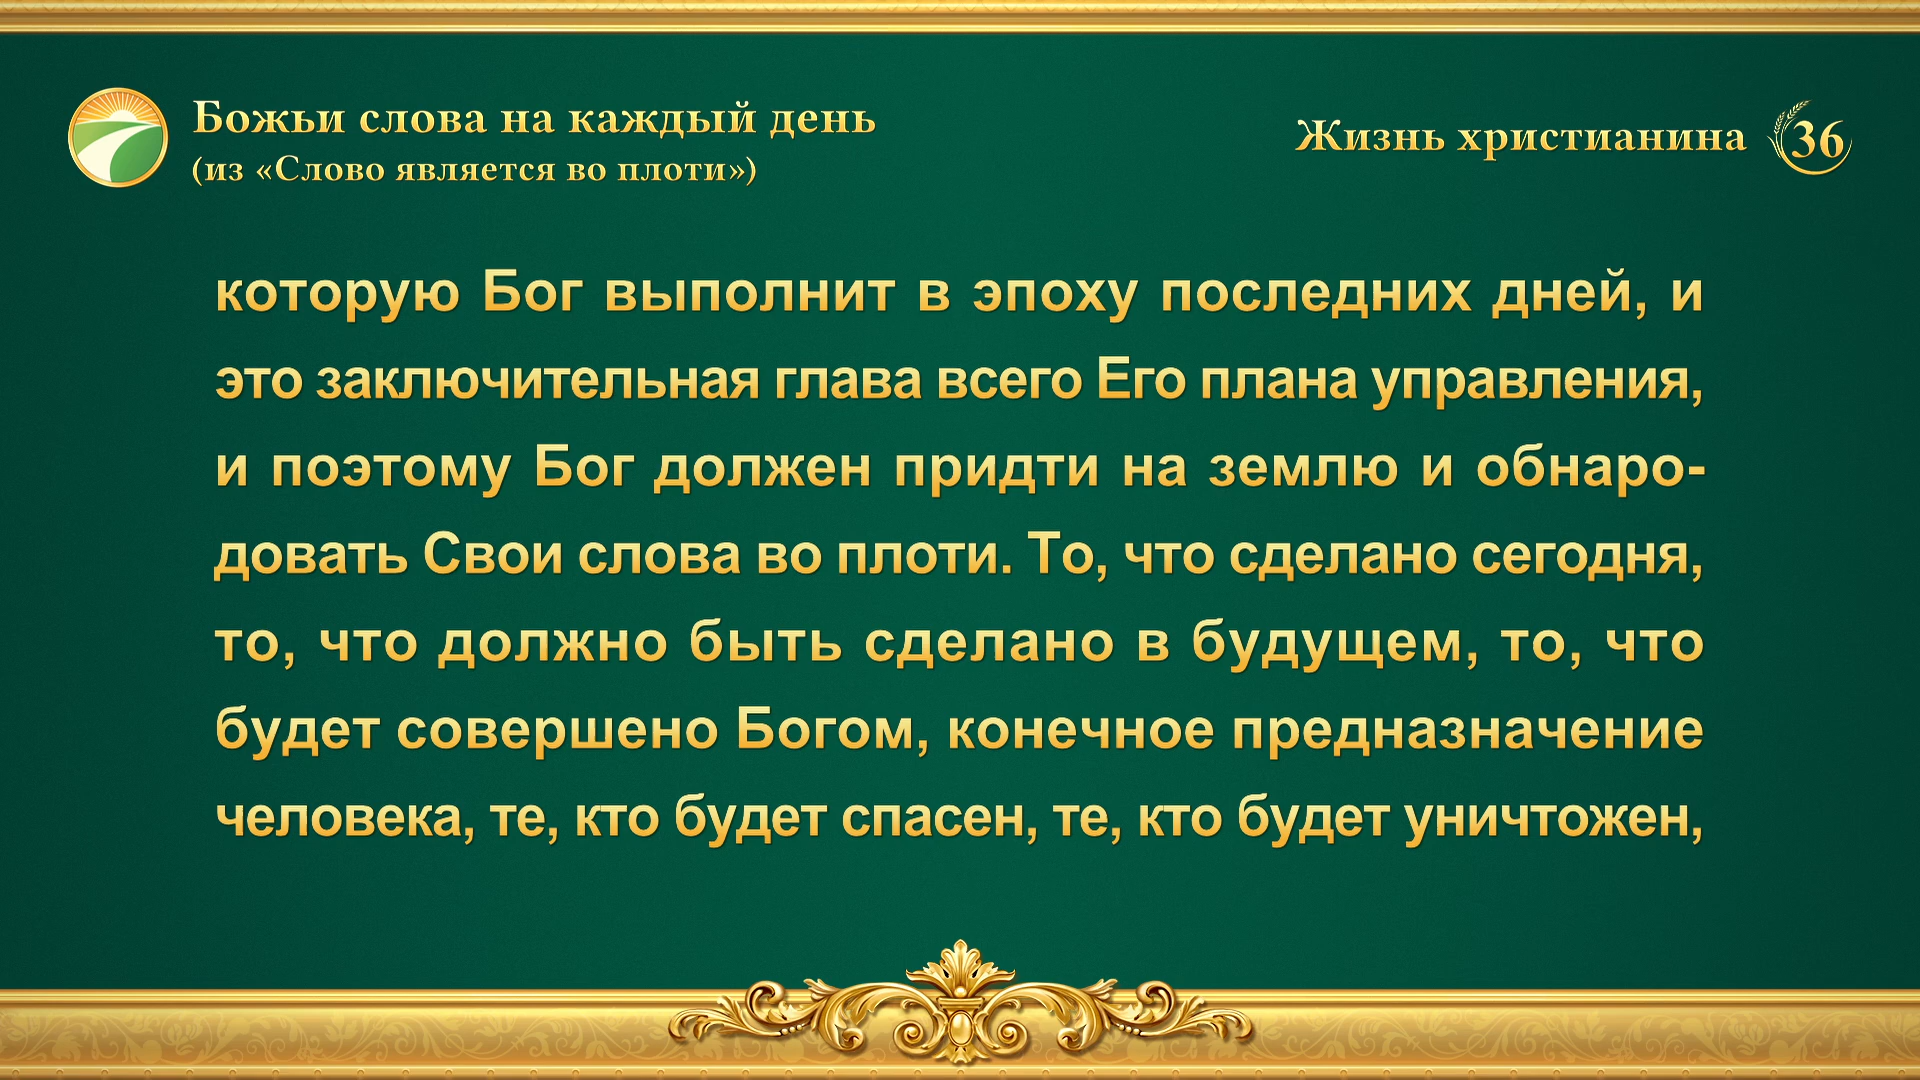 Божьи слова на каждый день
(из «Слово является во плоти»)
Жизнь христианина 36
которую Бог выполнит в эпоху последних дней, и
это заключительная глава всего Его плана управления,
и поэтому Бог должен придти на землю и обнаро-
довать Свои слова во плоти. То, что сделано сегодня,
то, что должно быть сделано в будущем, то, что
будет совершено Богом, конечное предназначение
человека, те, кто будет спасен, те, кто будет уничтожен,